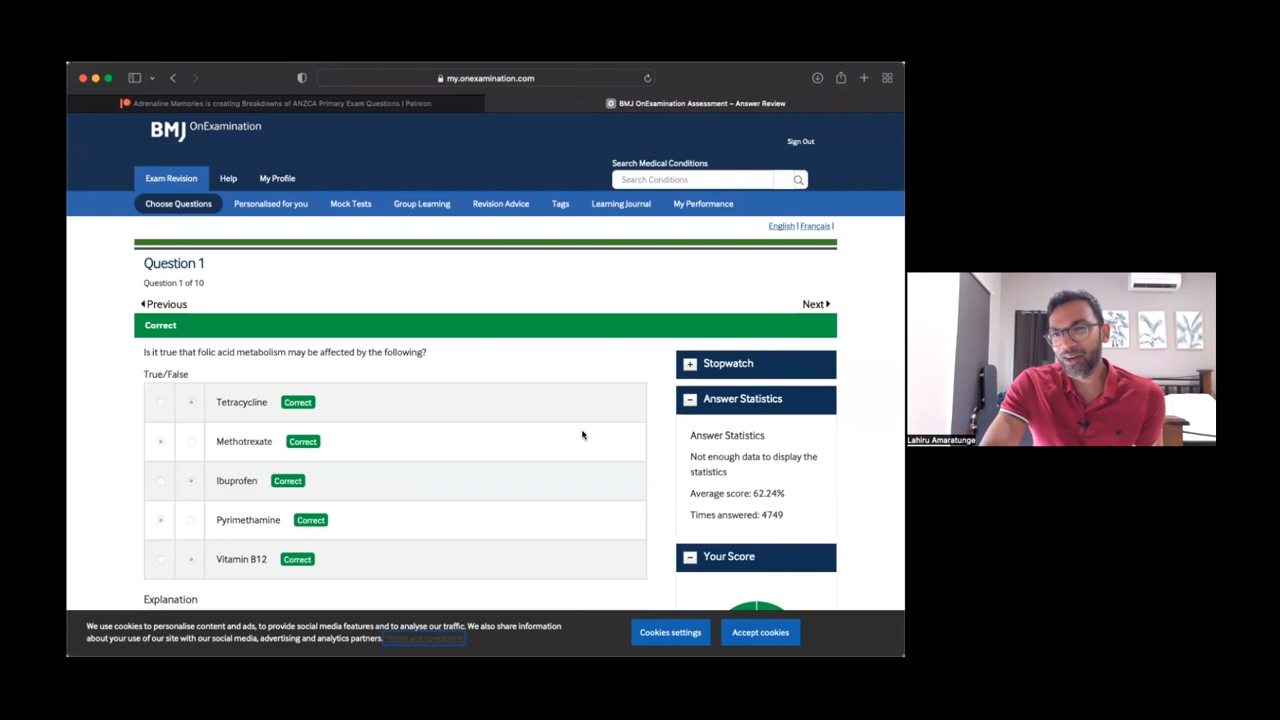 my.onexamination.com
Adrenaline Memories is creating Breakdowns of ANZCA Primary Exam Questions | Patreon
BMJ OnExamination Assessment – Answer Review
BMJ OnExamination
Sign Out
Search Medical Conditions
Exam Revision Help My Profile
Search Conditions
Choose Questions Personalised for you Mock Tests Group Learning Revision Advice Tags Learning Journal My Performance
English | Français |
Question 1
Question 1 of 10
Previous
Next
Correct
Is it true that folic acid metabolism may be affected by the following?
True/False
Tetracycline Correct
Methotrexate Correct
Ibuprofen Correct
Pyrimethamine Correct
Vitamin B12 Correct
Explanation
+ Stopwatch
– Answer Statistics
Answer Statistics
Not enough data to display the
statistics
Average score: 62.24%
Times answered: 4749
– Your Score
We use cookies to personalise content and ads, to provide social media features and to analyse our traffic. We also share information
about your use of our site with our social media, advertising and analytics partners. Terms and conditions
Cookies settings
Accept cookies
Lahiru Amaratunge